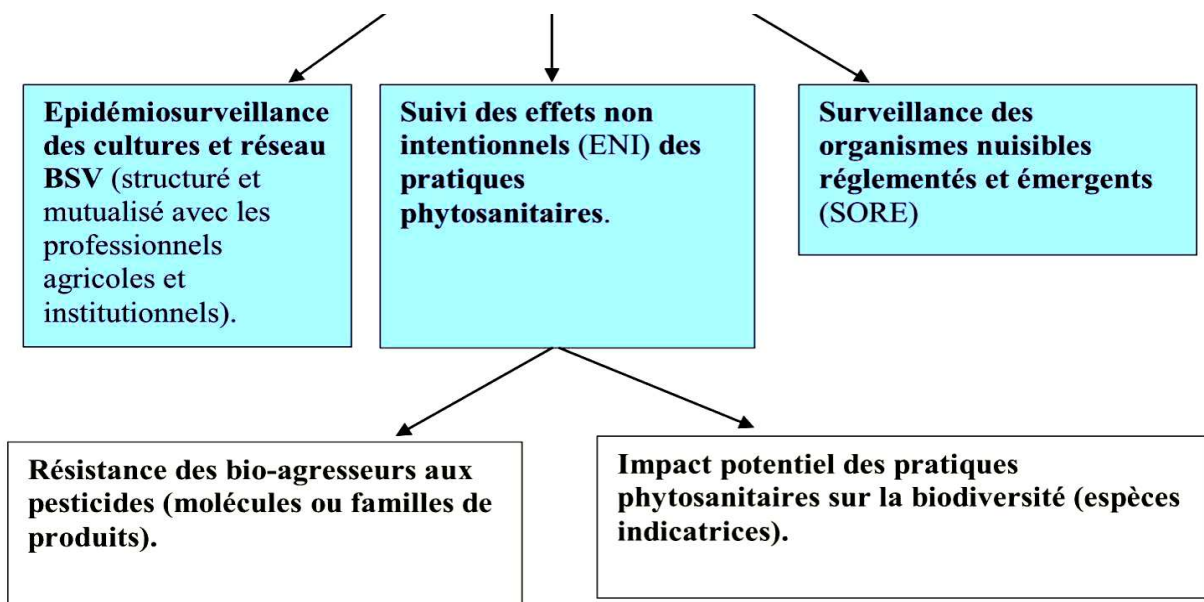 Epidémiosurveillance
des cultures et réseau
BSV (structuré et
mutualisé avec les
professionnels
agricoles et
institutionnels).
Suivi des effets non
intentionnels (ENI) des
pratiques
phytosanitaires.
Surveillance des
organismes nuisibles
réglementés et émergents
(SORE)
Résistance des bio-agresseurs aux
pesticides (molécules ou familles de
produits).
Impact potentiel des pratiques
phytosanitaires sur la biodiversité (espèces
indicatrices).